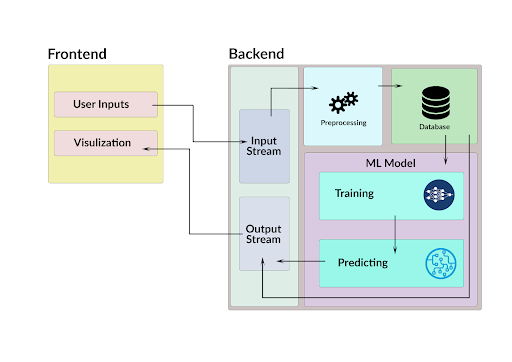 Frontend
Backend
User Inputs
Visulization
Input
Stream
Output
Stream
Preprocessing
Database
ML Model
Training
Predicting